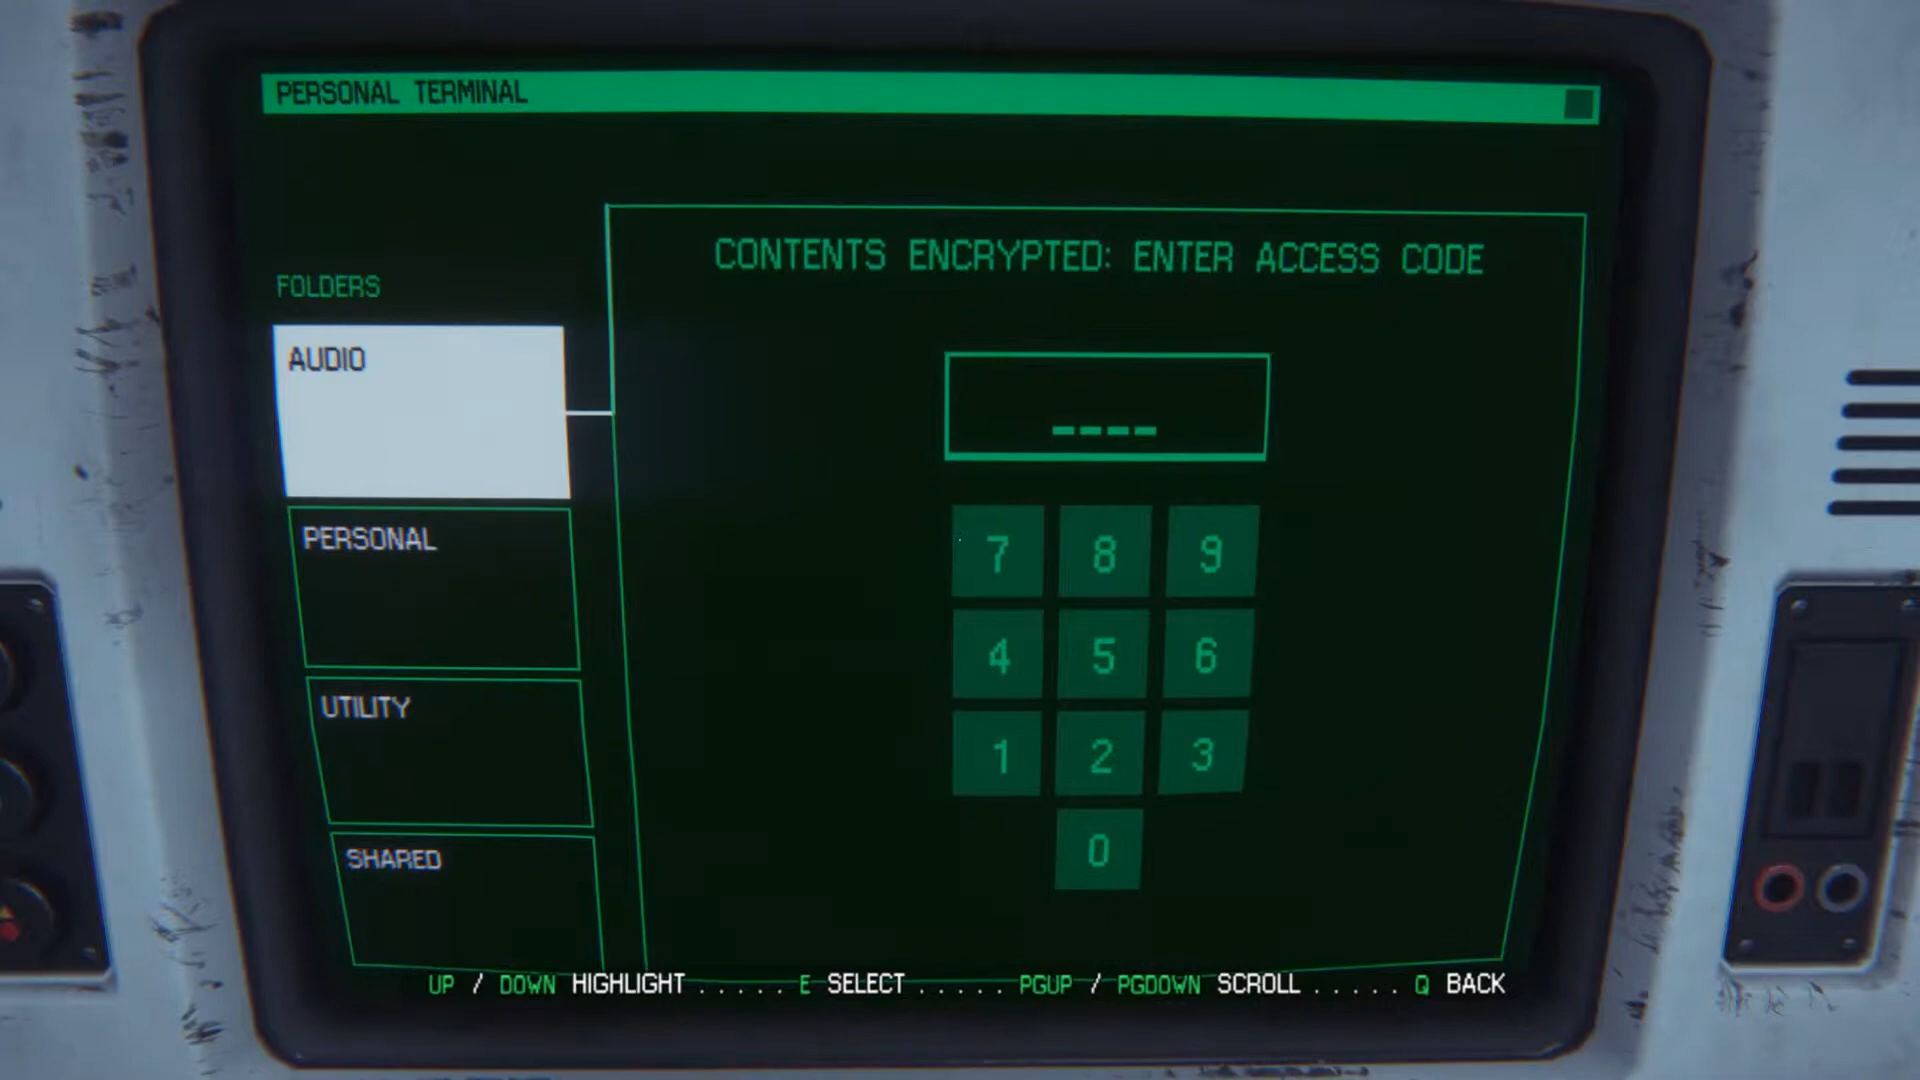 PERSONAL TERMINAL
CONTENTS ENCRYPTED: ENTER ACCESS CODE
FOLDERS
AUDIO
PERSONAL
UTILITY
SHARED
7 8 9
4 5 6
1 2 3
0
UP / DOWN HIGHLIGHT ..... E SELECT ..... PGUP / PGDOWN SCROLL ..... Q BACK